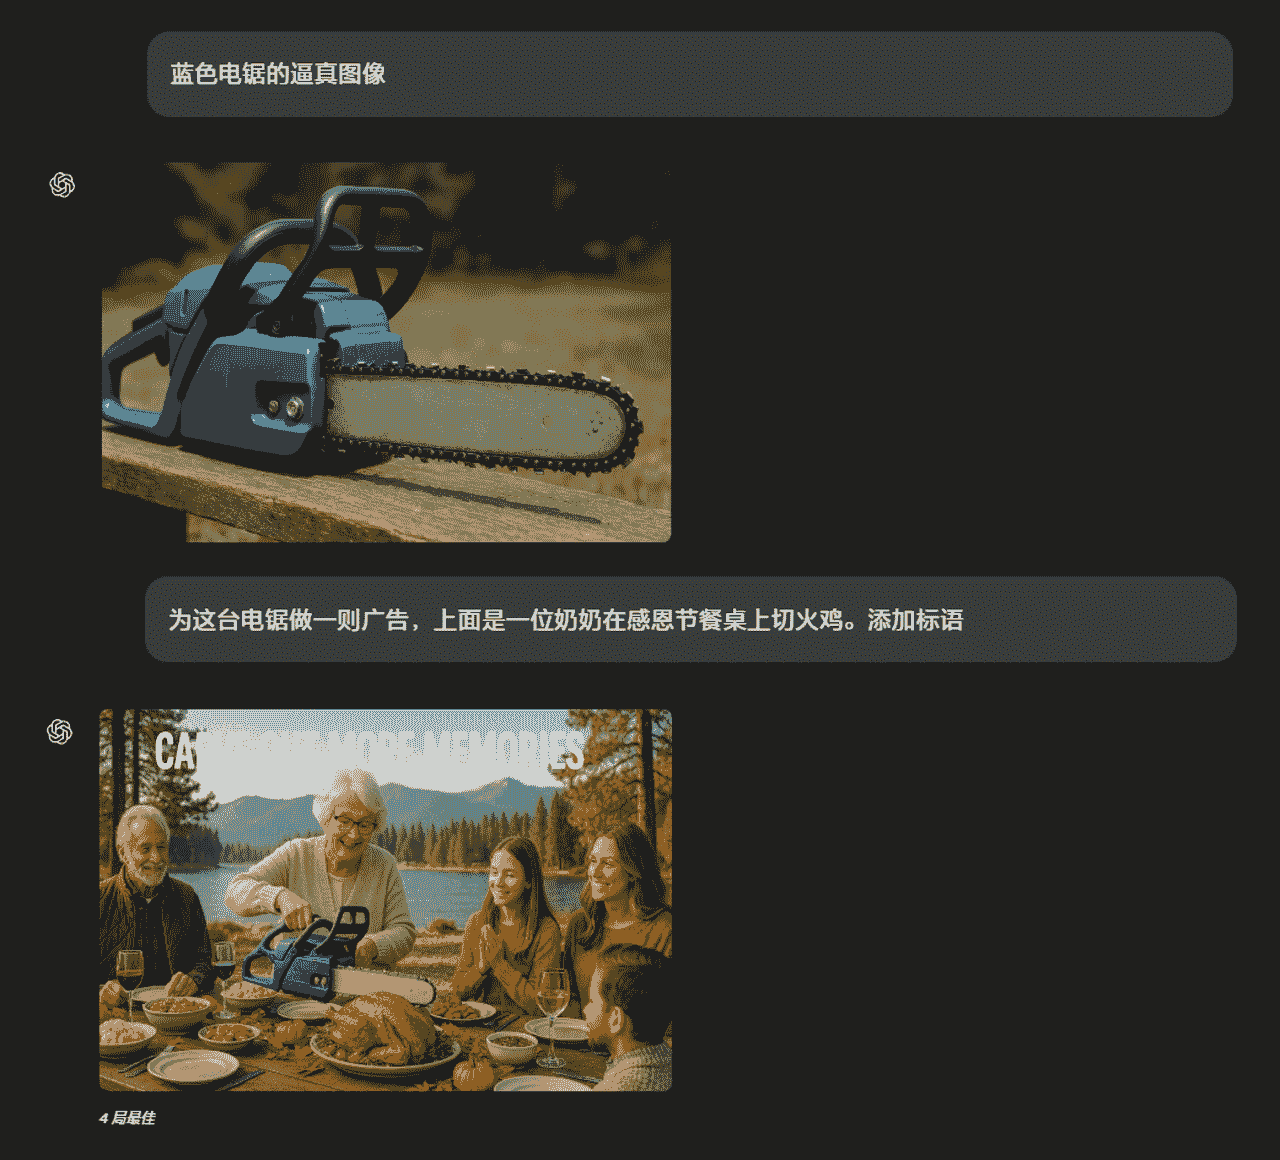 蓝色电锯的逼真图像
为这台电锯做一则广告，上面是一位奶奶在感恩节餐桌上切火鸡。添加标语
MEMORIES
4 局最佳